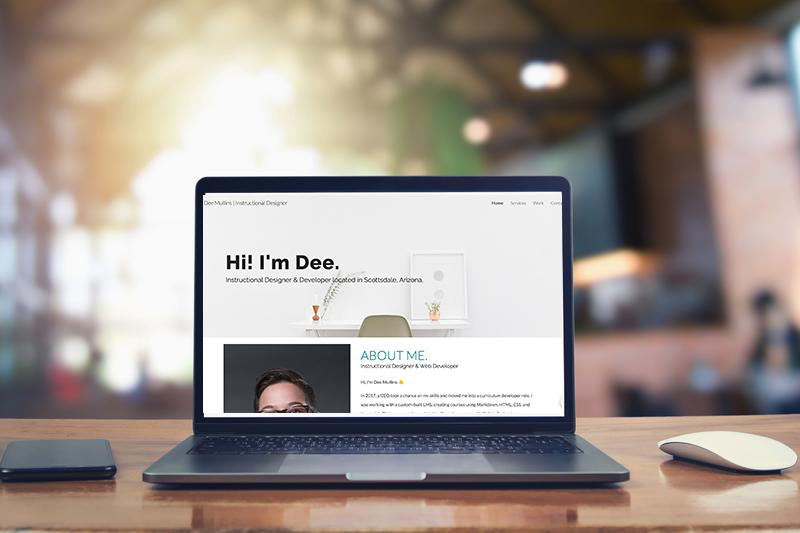 Dee Mullins | Instructional Designer
Home Services Work
Hi! I'm Dee.
Instructional Designer & Developer located in Scottsdale, Arizona.
ABOUT ME.
Instructional Designer & Web Developer
Hi, I'm Dee Mullins. 👋
In 2017, a CEO took a chance on my skills and moved me into a curriculum developer role. I
was working with a custom-built LMS, creating courses using Markdown, HTML, CSS, and